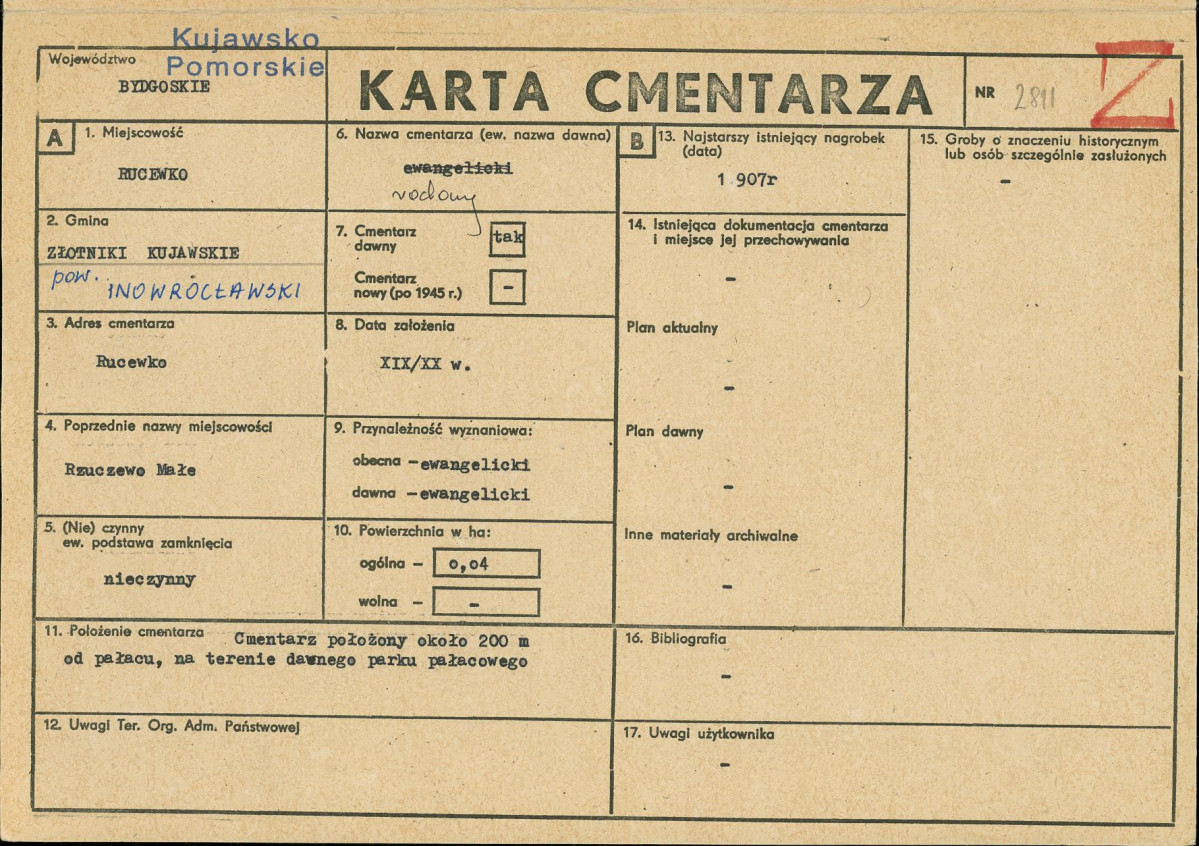 Kujawsko
Pomorskie
Województwo
BYDGOSKIE
KARTA CMENTARZA
NR 2811
Z
A
1. Miejscowość
RUCEWKO
2. Gmina
ZŁOTNIKI KUJAWSKIE
pow. INOWROCŁAWSKI
3. Adres cmentarza
Rucewko
4. Poprzednie nazwy miejscowości
Rzuczewo Małe
5. (Nie) czynny
ew. podstawa zamknięcia
nieczynny
6. Nazwa cmentarza (ew. nazwa dawna)
ewangelicki
rodowy
7. Cmentarz
dawny
tak
Cmentarz
nowy (po 1945 r.)
-
8. Data założenia
XIX/XX w.
9. Przynależność wyznaniowa:
obecna - ewangelicki
dawna - ewangelicki
10. Powierzchnia w ha:
ogólna - o,o4
wolna - -
11. Położenie cmentarza Cmentarz położony około 200 m
od pałacu, na terenie dawnego parku pałacowego
12. Uwagi Ter. Org. Adm. Państwowej
B
13. Najstarszy istniejący nagrobek
(data)
1 907r
14. Istniejąca dokumentacja cmentarza
i miejsce jej przechowywania
-
Plan aktualny
-
Plan dawny
-
Inne materiały archiwalne
-
15. Groby o znaczeniu historycznym
lub osób szczególnie zasłużonych
-
16. Bibliografia
-
17. Uwagi użytkownika
-